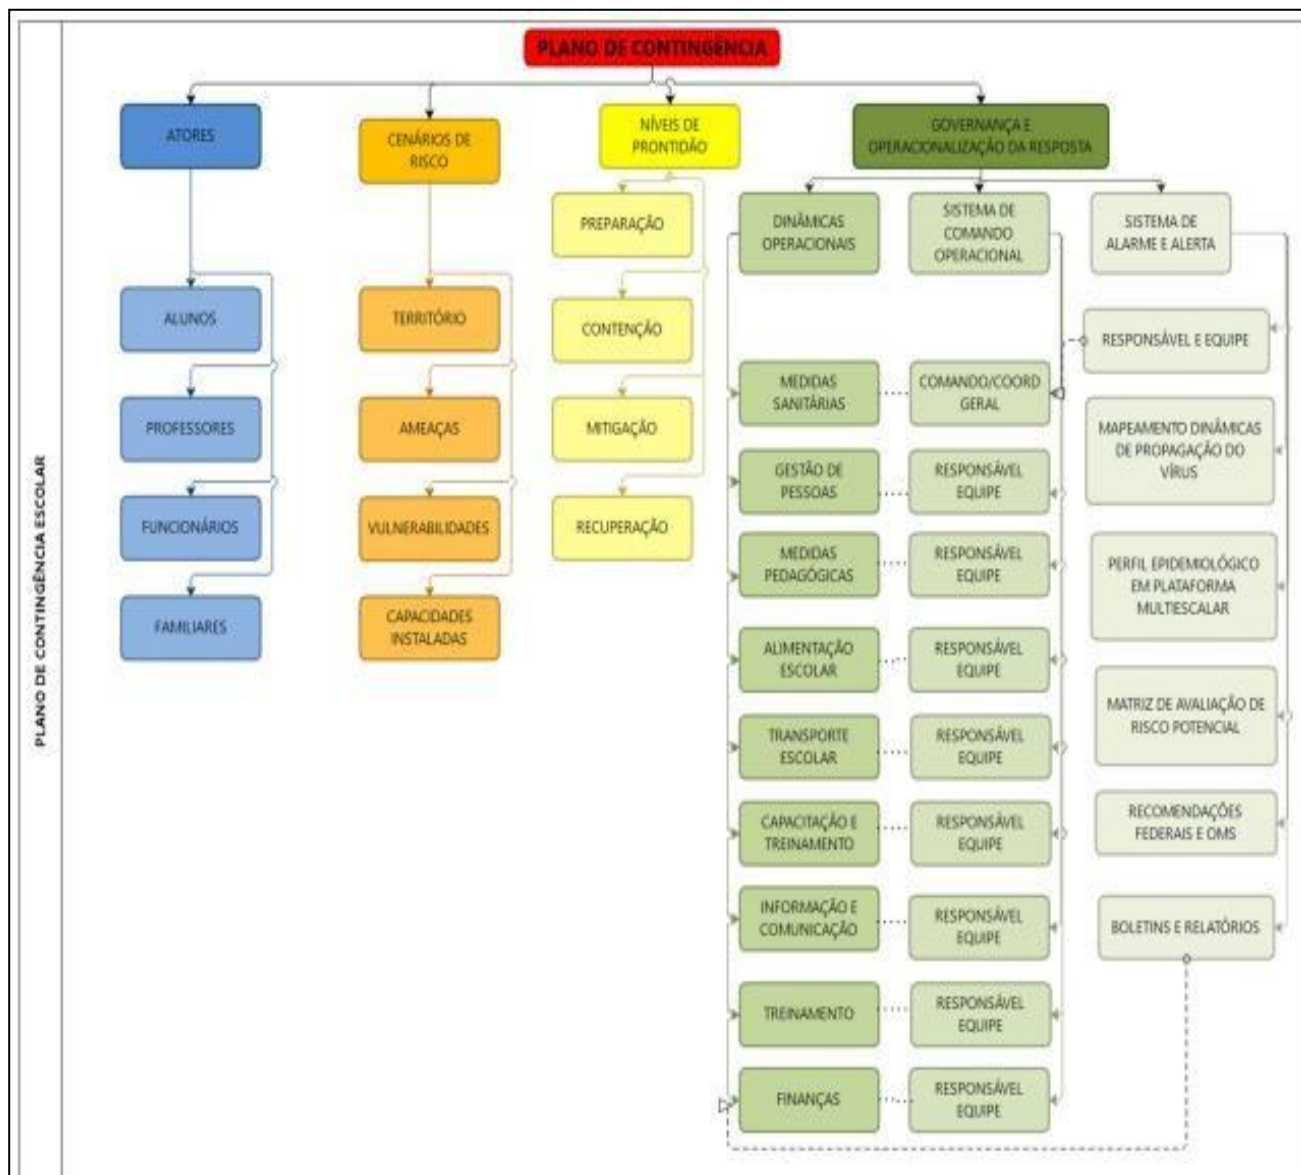 PLANO DE CONTINGÊNCIA ESCOLAR
PLANO DE CONTINGÊNCIA
ATORES
ALUNOS
PROFESSORES
FUNCIONÁRIOS
FAMILIARES
CENÁRIOS DE
RISCO
TERRITÓRIO
AMEAÇAS
VULNERABILIDADES
CAPACIDADES
INSTALADAS
NÍVEIS DE
PRONTIDÃO
PREPARAÇÃO
CONTENÇÃO
MITIGAÇÃO
RECUPERAÇÃO
GOVERNANÇA E
OPERACIONALIZAÇÃO DA RESPOSTA
DINÂMICAS
OPERACIONAIS
MEDIDAS
SANITÁRIAS
GESTÃO DE
PESSOAS
MEDIDAS
PEDAGÓGICAS
ALIMENTAÇÃO
ESCOLAR
TRANSPORTE
ESCOLAR
CAPACITAÇÃO E
TREINAMENTO
INFORMAÇÃO E
COMUNICAÇÃO
TREINAMENTO
FINANÇAS
SISTEMA DE
COMANDO
OPERACIONAL
COMANDO/COORD
GERAL
RESPONSÁVEL
EQUIPE
RESPONSÁVEL
EQUIPE
RESPONSÁVEL
EQUIPE
RESPONSÁVEL
EQUIPE
RESPONSÁVEL
EQUIPE
RESPONSÁVEL
EQUIPE
RESPONSÁVEL
EQUIPE
RESPONSÁVEL
EQUIPE
SISTEMA DE
ALARME E ALERTA
RESPONSÁVEL E EQUIPE
MAPEAMENTO DINÂMICAS
DE PROPAGAÇÃO DO
VÍRUS
PERFIL EPIDEMIOLÓGICO
EM PLATAFORMA
MULTIESCALAR
MATRIZ DE AVALIAÇÃO DE
RISCO POTENCIAL
RECOMENDAÇÕES
FEDERAIS E OMS
BOLETINS E RELATÓRIOS